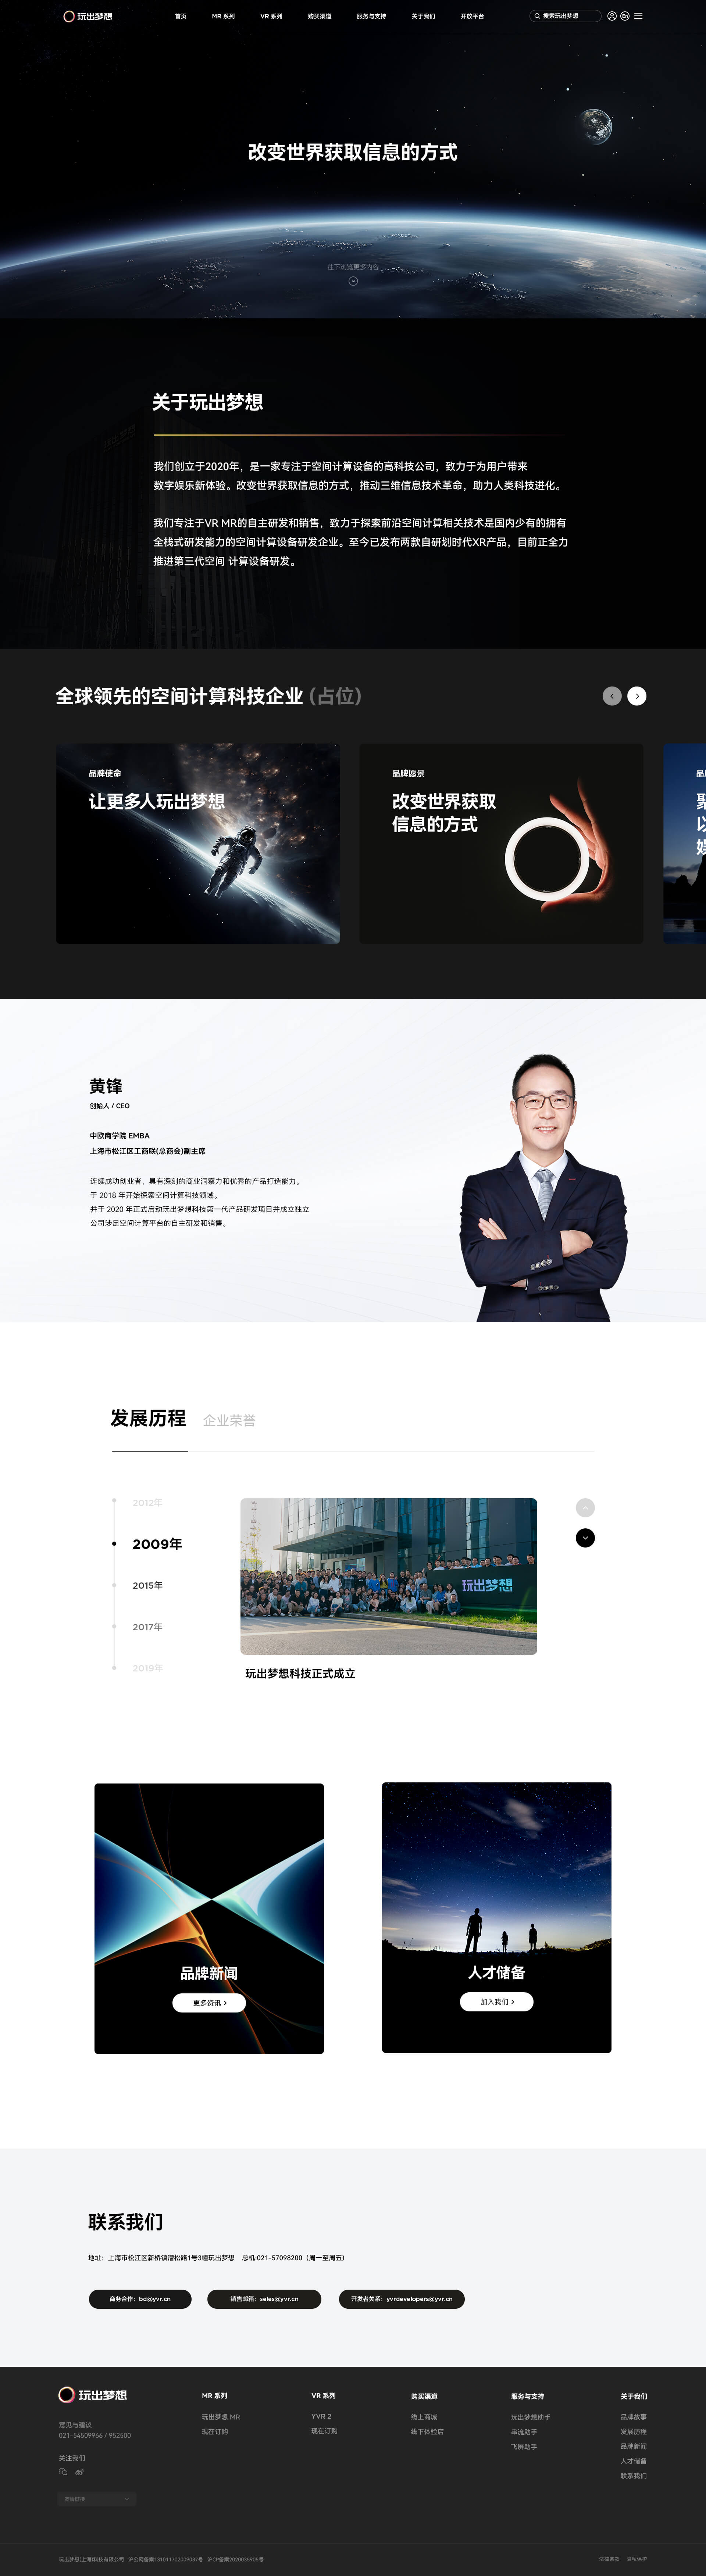 玩出梦想
首页
MR 系列
VR 系列
购买渠道
服务与支持
关于我们
开放平台
搜索玩出梦想
En
改变世界获取信息的方式
往下浏览更多内容
关于玩出梦想
我们创立于2020年，是一家专注于空间计算设备的高科技公司，致力于为用户带来
数字娱乐新体验。改变世界获取信息的方式，推动三维信息技术革命，助力人类科技进化。
我们专注于VR MR的自主研发和销售，致力于探索前沿空间计算相关技术是国内少有的拥有
全栈式研发能力的空间计算设备研发企业。至今已发布两款自研划时代XR产品，目前正全力
推进第三代空间 计算设备研发。
全球领先的空间计算科技企业 (占位)
品牌使命
让更多人玩出梦想
品牌愿景
改变世界获取
信息的方式
黄锋
创始人 / CEO
中欧商学院 EMBA
上海市松江区工商联(总商会)副主席
连续成功创业者，具有深刻的商业洞察力和优秀的产品打造能力。
于 2018 年开始探索空间计算科技领域。
并于 2020 年正式启动玩出梦想科技第一代产品研发项目并成立独立
公司涉足空间计算平台的自主研发和销售。
发展历程
企业荣誉
2012年
2009年
2015年
2017年
2019年
玩出梦想
玩出梦想科技正式成立
品牌新闻
更多资讯
人才储备
加入我们
联系我们
地址：上海市松江区新桥镇漕松路1号3幢玩出梦想 总机:021-57098200（周一至周五）
商务合作：bd@yvr.cn
销售邮箱：seles@yvr.cn
开发者关系：yvrdevelopers@yvr.cn
玩出梦想
意见与建议
021-54509966 / 952500
关注我们
友情链接
MR 系列
玩出梦想 MR
现在订购
VR 系列
YVR 2
现在订购
购买渠道
线上商城
线下体验店
服务与支持
玩出梦想助手
串流助手
飞屏助手
关于我们
品牌故事
发展历程
品牌新闻
人才储备
联系我们
玩出梦想(上海)科技有限公司 沪公网备案131011702009037号 沪ICP备案2020035905号
法律条款
隐私保护